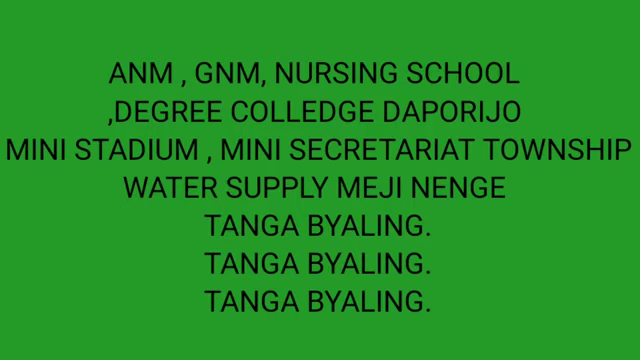 ANM , GNM, NURSING SCHOOL
,DEGREE COLLEDGE DAPORIJO
MINI STADIUM , MINI SECRETARIAT TOWNSHIP
WATER SUPPLY MEJI NENGE
TANGA BYALING.
TANGA BYALING.
TANGA BYALING.